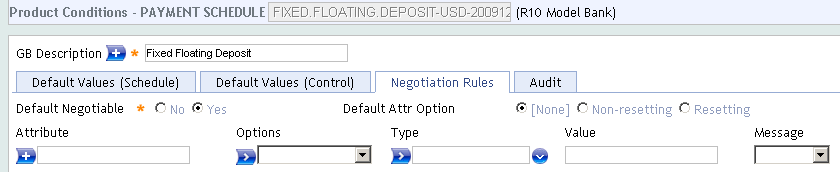 Product Conditions - PAYMENT SCHEDULE FIXED.FLOATING.DEPOSIT-USD-200912 (R10 Model Bank)
GB Description * Fixed Floating Deposit
Default Values (Schedule) Default Values (Control) Negotiation Rules Audit
Default Negotiable * No Yes Default Attr Option [None] Non-resetting Resetting
Attribute Options Type Value Message